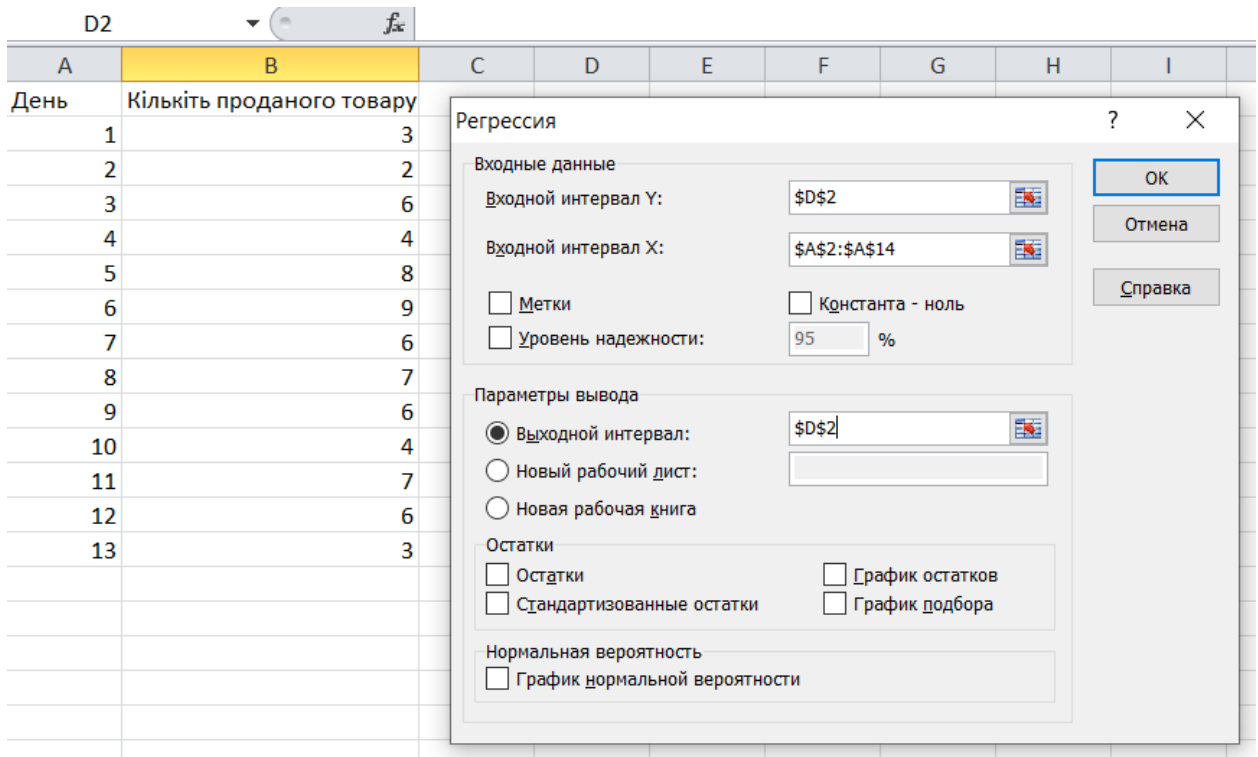 D2 fx
A B C D E F G H I
День Кількіть проданого товару
1 3
2 2
3 6
4 4
5 8
6 9
7 6
8 7
9 6
10 4
11 7
12 6
13 3
Регрессия ?
Входные данные
Входной интервал Y: $D$2
Входной интервал X: $A$2:$A$14
Метки Константа - ноль
Уровень надежности: 95 %
OK
Отмена
Справка
Параметры вывода
Выходной интервал: $D$2
Новый рабочий лист:
Новая рабочая книга
Остатки
Остатки График остатков
Стандартизованные остатки График подбора
Нормальная вероятность
График нормальной вероятности